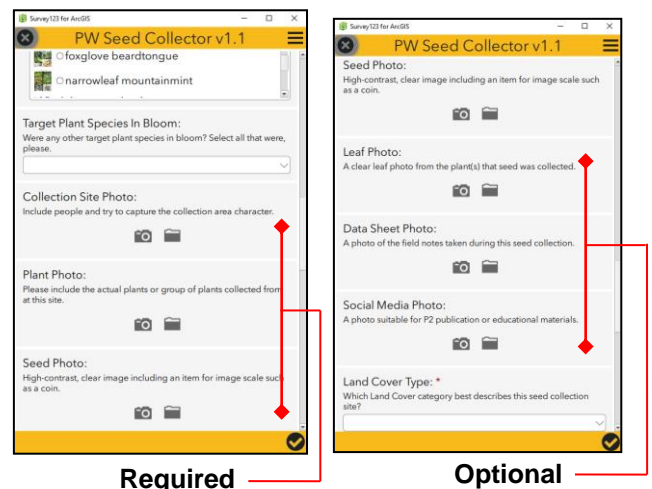 Survey123 for ArcGIS
PW Seed Collector v1.1
foxglove beardtongue
narrowleaf mountainmint
Target Plant Species In Bloom:
Were any other target plant species in bloom? Select all that were,
please.
Collection Site Photo:
Include people and try to capture the collection area character.
Plant Photo:
Please include the actual plants or group of plants collected from
at this site.
Seed Photo:
High-contrast, clear image including an item for image scale such
as a coin.
Required
Survey123 for ArcGIS
PW Seed Collector v1.1
Seed Photo:
High-contrast, clear image including an item for image scale such
as a coin.
Leaf Photo:
A clear leaf photo from the plant(s) that seed was collected.
Data Sheet Photo:
A photo of the field notes taken during this seed collection.
Social Media Photo:
A photo suitable for P2 publication or educational materials.
Land Cover Type: *
Which Land Cover category best describes this seed collection
site?
Optional